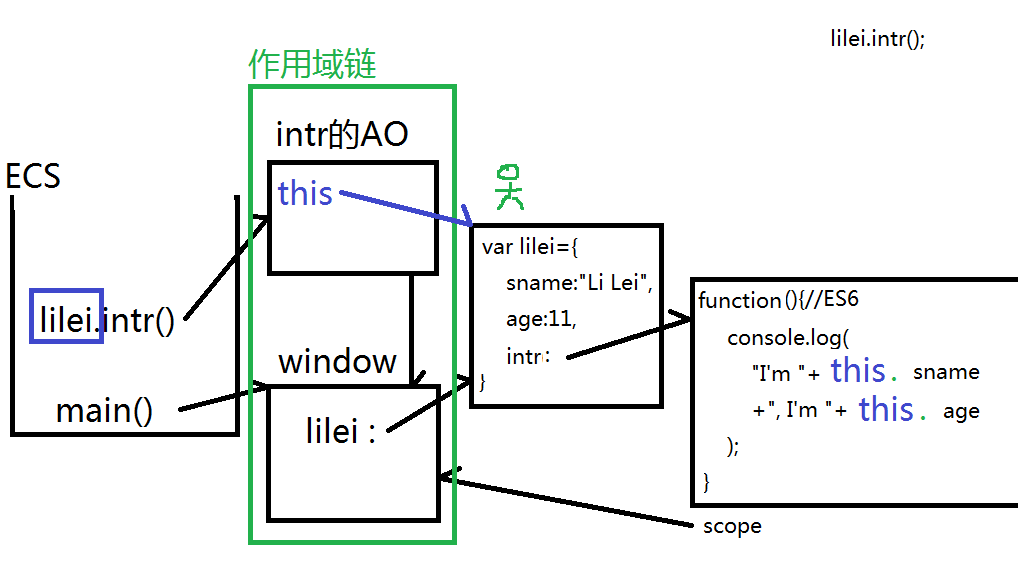 lilei.intr();
作用域链
intr的AO
ECS
this
var lilei={
sname:"Li Lei",
age:11,
intr:
}
function(){//ES6
console.log(
"I'm "+ this. sname
+", I'm "+ this. age
);
}
lilei.intr()
window
main()
lilei :
scope